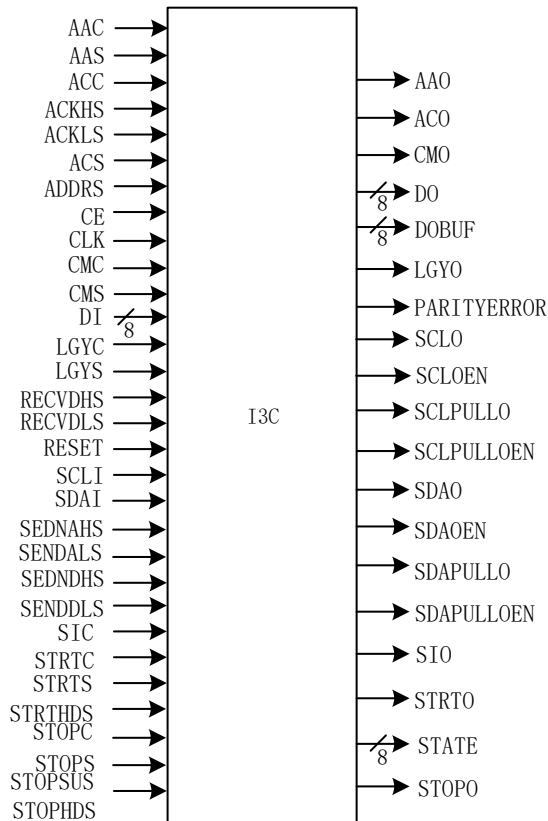 AAC
AAS
ACC
ACKHS
ACKLS
ACS
ADDRS
CE
CLK
CMC
CMS
DI
8
LGYC
LGYS
RECVDHS
RECVDLS
RESET
SCLI
SDAI
SEDNAHS
SENDALS
SEDNDHS
SENDDLS
SIC
STRTC
STRTS
STRTHDS
STOPC
STOPS
STOPSUS
STOPHDS
I3C
AAO
ACO
CMO
DO
8
DOBUF
8
LGYO
PARITYERROR
SCLO
SCLOEN
SCLPULLO
SCLPULLOEN
SDAO
SDAOEN
SDAPULLO
SDAPULLOEN
SIO
STRTO
STATE
8
STOPO